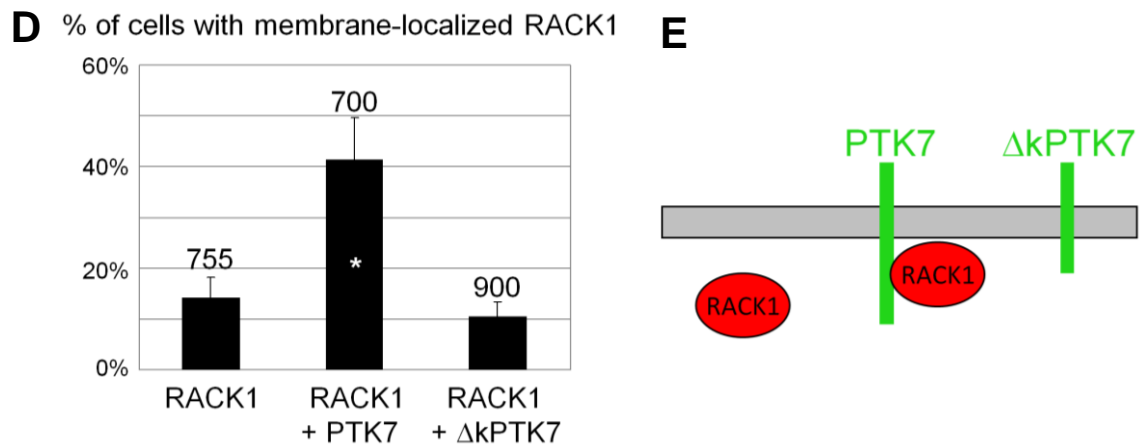 D % of cells with membrane-localized RACK1
60%
40%
20%
0%
755
700
*
900
RACK1
RACK1
+ PTK7
RACK1
+ ΔkPTK7
E
PTK7
ΔkPTK7
RACK1
RACK1